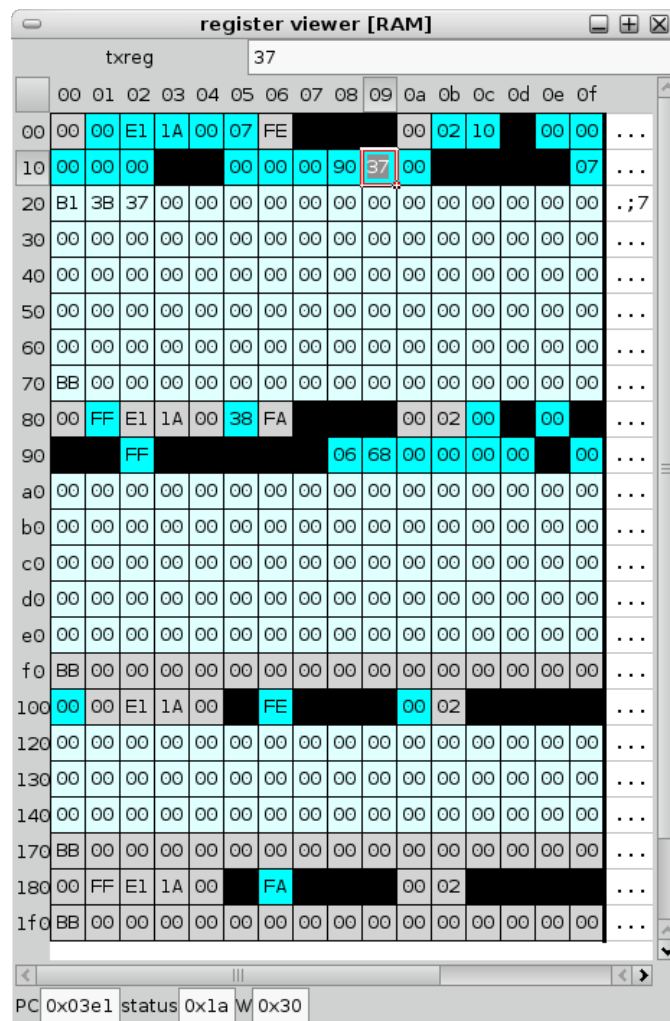 register viewer [RAM]
txreg 37
00 01 02 03 04 05 06 07 08 09 0a 0b 0c 0d 0e 0f
00 00 00 E1 1A 00 07 FE 00 02 10 00 00 ...
10 00 00 00 00 00 00 90 37 00 07 ...
20 B1 3B 37 00 00 00 00 00 00 00 00 00 00 00 00 00 .;7
30 00 00 00 00 00 00 00 00 00 00 00 00 00 00 00 00 ...
40 00 00 00 00 00 00 00 00 00 00 00 00 00 00 00 00 ...
50 00 00 00 00 00 00 00 00 00 00 00 00 00 00 00 00 ...
60 00 00 00 00 00 00 00 00 00 00 00 00 00 00 00 00 ...
70 BB 00 00 00 00 00 00 00 00 00 00 00 00 00 00 00 ...
80 00 FF E1 1A 00 38 FA 00 02 00 00 ...
90 FF 06 68 00 00 00 00 00 ...
a0 00 00 00 00 00 00 00 00 00 00 00 00 00 00 00 00 ...
b0 00 00 00 00 00 00 00 00 00 00 00 00 00 00 00 00 ...
c0 00 00 00 00 00 00 00 00 00 00 00 00 00 00 00 00 ...
d0 00 00 00 00 00 00 00 00 00 00 00 00 00 00 00 00 ...
e0 00 00 00 00 00 00 00 00 00 00 00 00 00 00 00 00 ...
f0 BB 00 00 00 00 00 00 00 00 00 00 00 00 00 00 00 ...
100 00 00 E1 1A 00 FE 00 02 ...
120 00 00 00 00 00 00 00 00 00 00 00 00 00 00 00 00 ...
130 00 00 00 00 00 00 00 00 00 00 00 00 00 00 00 00 ...
140 00 00 00 00 00 00 00 00 00 00 00 00 00 00 00 00 ...
170 BB 00 00 00 00 00 00 00 00 00 00 00 00 00 00 00 ...
180 00 FF E1 1A 00 FA 00 02 ...
1f0 BB 00 00 00 00 00 00 00 00 00 00 00 00 00 00 00 ...
PC 0x03e1 status 0x1a W 0x30